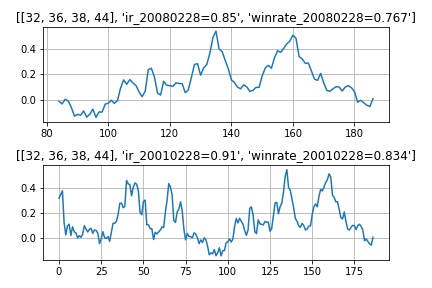 [[32, 36, 38, 44], 'ir_20080228=0.85', 'winrate_20080228=0.767']
0.4
0.2
0.0
80 100 120 140 160 180
[[32, 36, 38, 44], 'ir_20010228=0.91', 'winrate_20010228=0.834']
0.4
0.2
0.0
0 25 50 75 100 125 150 175